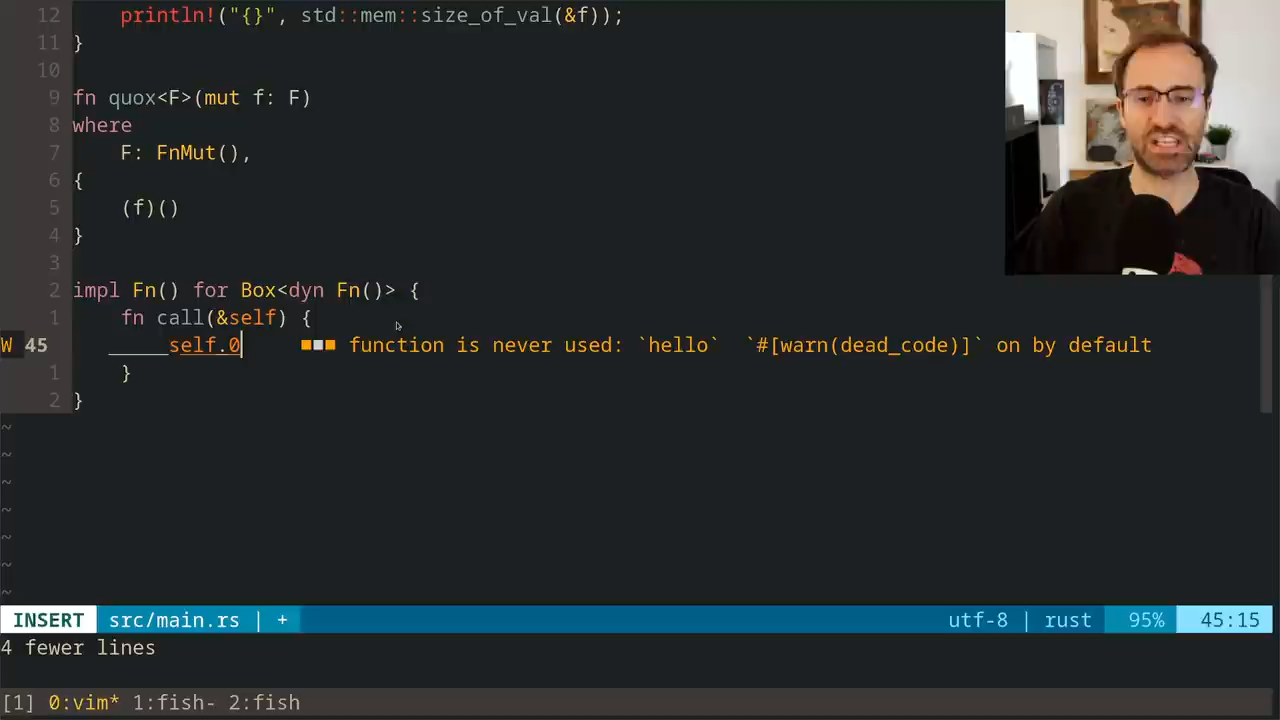 12 println!("{}", std::mem::size_of_val(&f));
11 }
10
9 fn quox<F>(mut f: F)
8 where
7 F: FnMut(),
6 {
5 (f)()
4 }
3
2 impl Fn() for Box<dyn Fn()> {
1 fn call(&self) {
W 45 _____self.0 ■■■ function is never used: `hello` `#[warn(dead_code)]` on by default
1 }
2 }
~
~
~
~
~
~
~
INSERT src/main.rs | + utf-8 | rust 95% 45:15
4 fewer lines
[1] 0:vim* 1:fish- 2:fish